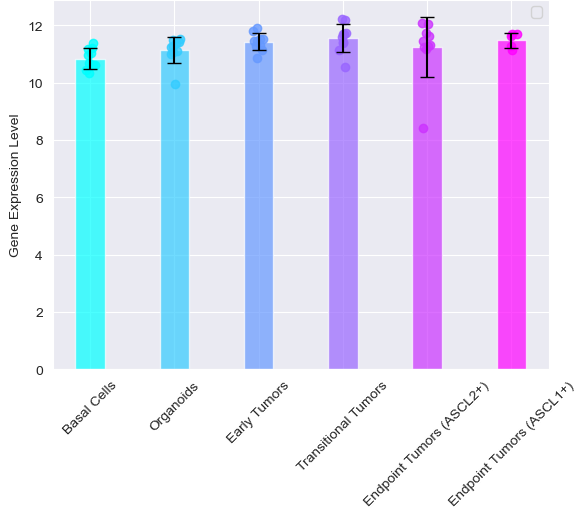 Gene Expression Level
12
10
8
6
4
2
0
Basal Cells
Organoids
Early Tumors
Transitional Tumors
Endpoint Tumors (ASCL2+)
Endpoint Tumors (ASCL1+)